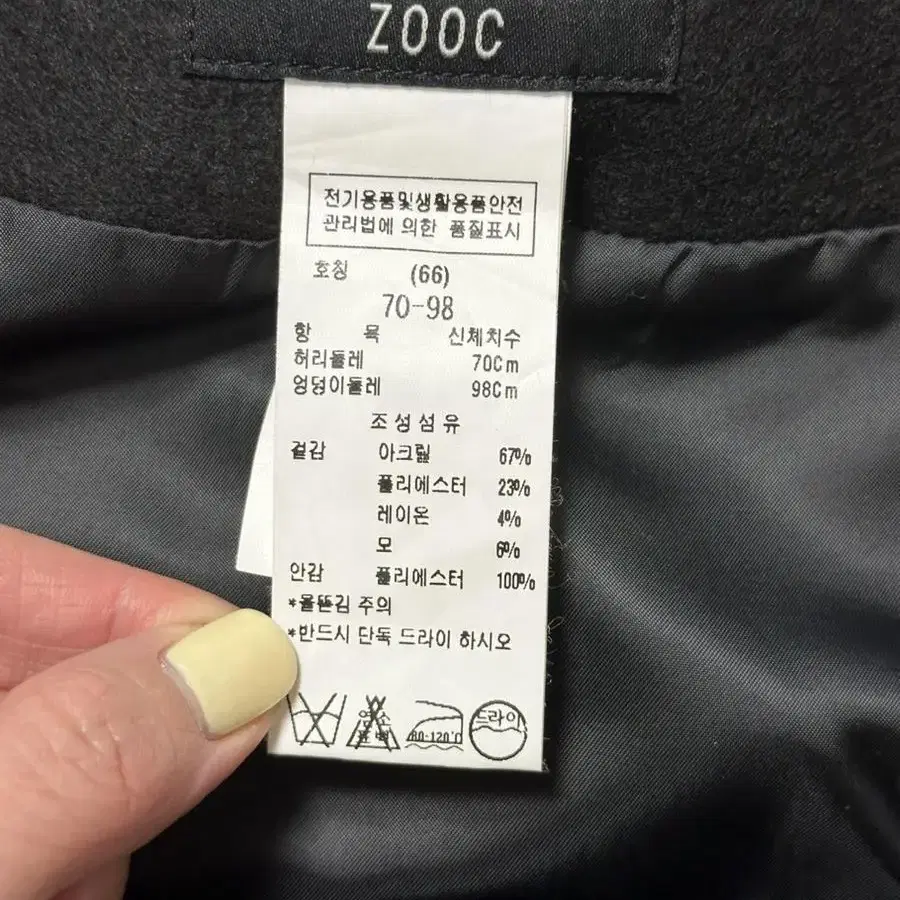 ZOOC
전기용품및생활용품안전
관리법에 의한 품질표시
호칭 (66)
70-98
항 목 신체치수
허리둘레 70Cm
엉덩이둘레 98Cm
조성섬유
겉감 아크릴 67%
폴리에스터 23%
레이온 4%
모 6%
안감 폴리에스터 100%
*올뜯김 주의
*반드시 단독 드라이 하시오
염소
표백
80-120℃
드라이